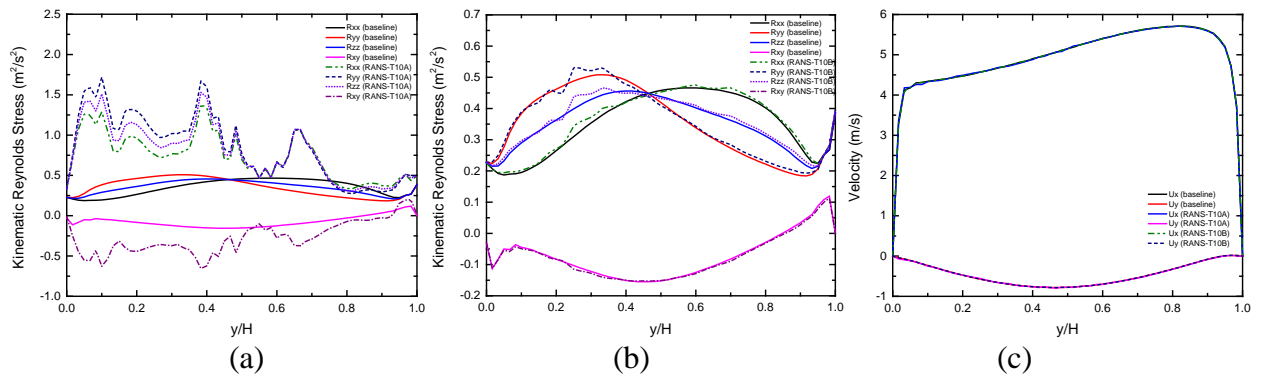 2.5
2.0
1.5
1.0
0.5
0.0
-0.5
-1.0
0.0 0.2 0.4 0.6 0.8 1.0
Kinematic Reynolds Stress (m²/s²)
y/H
Rxx (baseline)
Ryy (baseline)
Rzz (baseline)
Rxy (baseline)
Rxx (RANS-T10A)
Ryy (RANS-T10A)
Rzz (RANS-T10A)
Rxy (RANS-T10A)
(a)
0.7
0.6
0.5
0.4
0.3
0.2
0.1
0.0
-0.1
-0.2
0.0 0.2 0.4 0.6 0.8 1.0
Kinematic Reynolds Stress (m²/s²)
y/H
Rxx (baseline)
Ryy (baseline)
Rzz (baseline)
Rxy (baseline)
Rxx (RANS-T10B)
Ryy (RANS-T10B)
Rzz (RANS-T10B)
Rxy (RANS-T10B)
(b)
6
5
4
3
2
1
0
-1
0.0 0.2 0.4 0.6 0.8 1.0
Velocity (m/s)
y/H
Ux (baseline)
Uy (baseline)
Ux (RANS-T10A)
Uy (RANS-T10A)
Ux (RANS-T10B)
Uy (RANS-T10B)
(c)